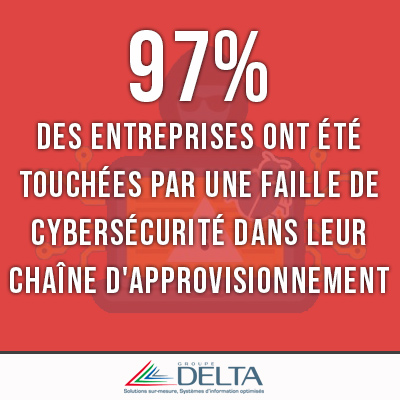 97%
DES ENTREPRISES ONT ÉTÉ
TOUCHÉES PAR UNE FAILLE DE
CYBERSÉCURITÉ DANS LEUR
CHAÎNE D'APPROVISIONNEMENT
GROUPE
DELTA
Solutions sur-mesure, Systèmes d'information optimisés